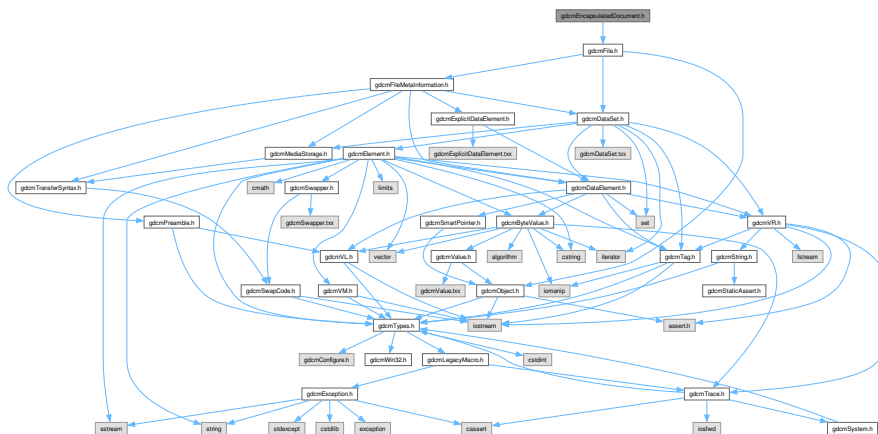 gdcmEncapsulatedDocument.h
gdcmFile.h
gdcmFileMetaInformation.h
gdcmExplicitDataElement.h
gdcmDataSet.h
gdcmMediaStorage.h
gdcmElement.h
gdcmExplicitDataElement.txx
gdcmDataSet.txx
gdcmTransferSyntax.h
cmath
gdcmSwapper.h
limits
gdcmDataElement.h
gdcmPreamble.h
gdcmSwapper.txx
gdcmSmartPointer.h
gdcmByteValue.h
set
gdcmVR.h
gdcmVL.h
vector
gdcmValue.h
algorithm
cstring
iterator
gdcmTag.h
gdcmString.h
fstream
gdcmSwapCode.h
gdcmVM.h
gdcmValue.txx
gdcmObject.h
iomanip
gdcmStaticAssert.h
gdcmTypes.h
iostream
assert.h
gdcmConfigure.h
gdcmWin32.h
gdcmLegacyMacro.h
cstdint
gdcmException.h
gdcmTrace.h
sstream
string
stdexcept
cstdlib
exception
cassert
iosfwd
gdcmSystem.h